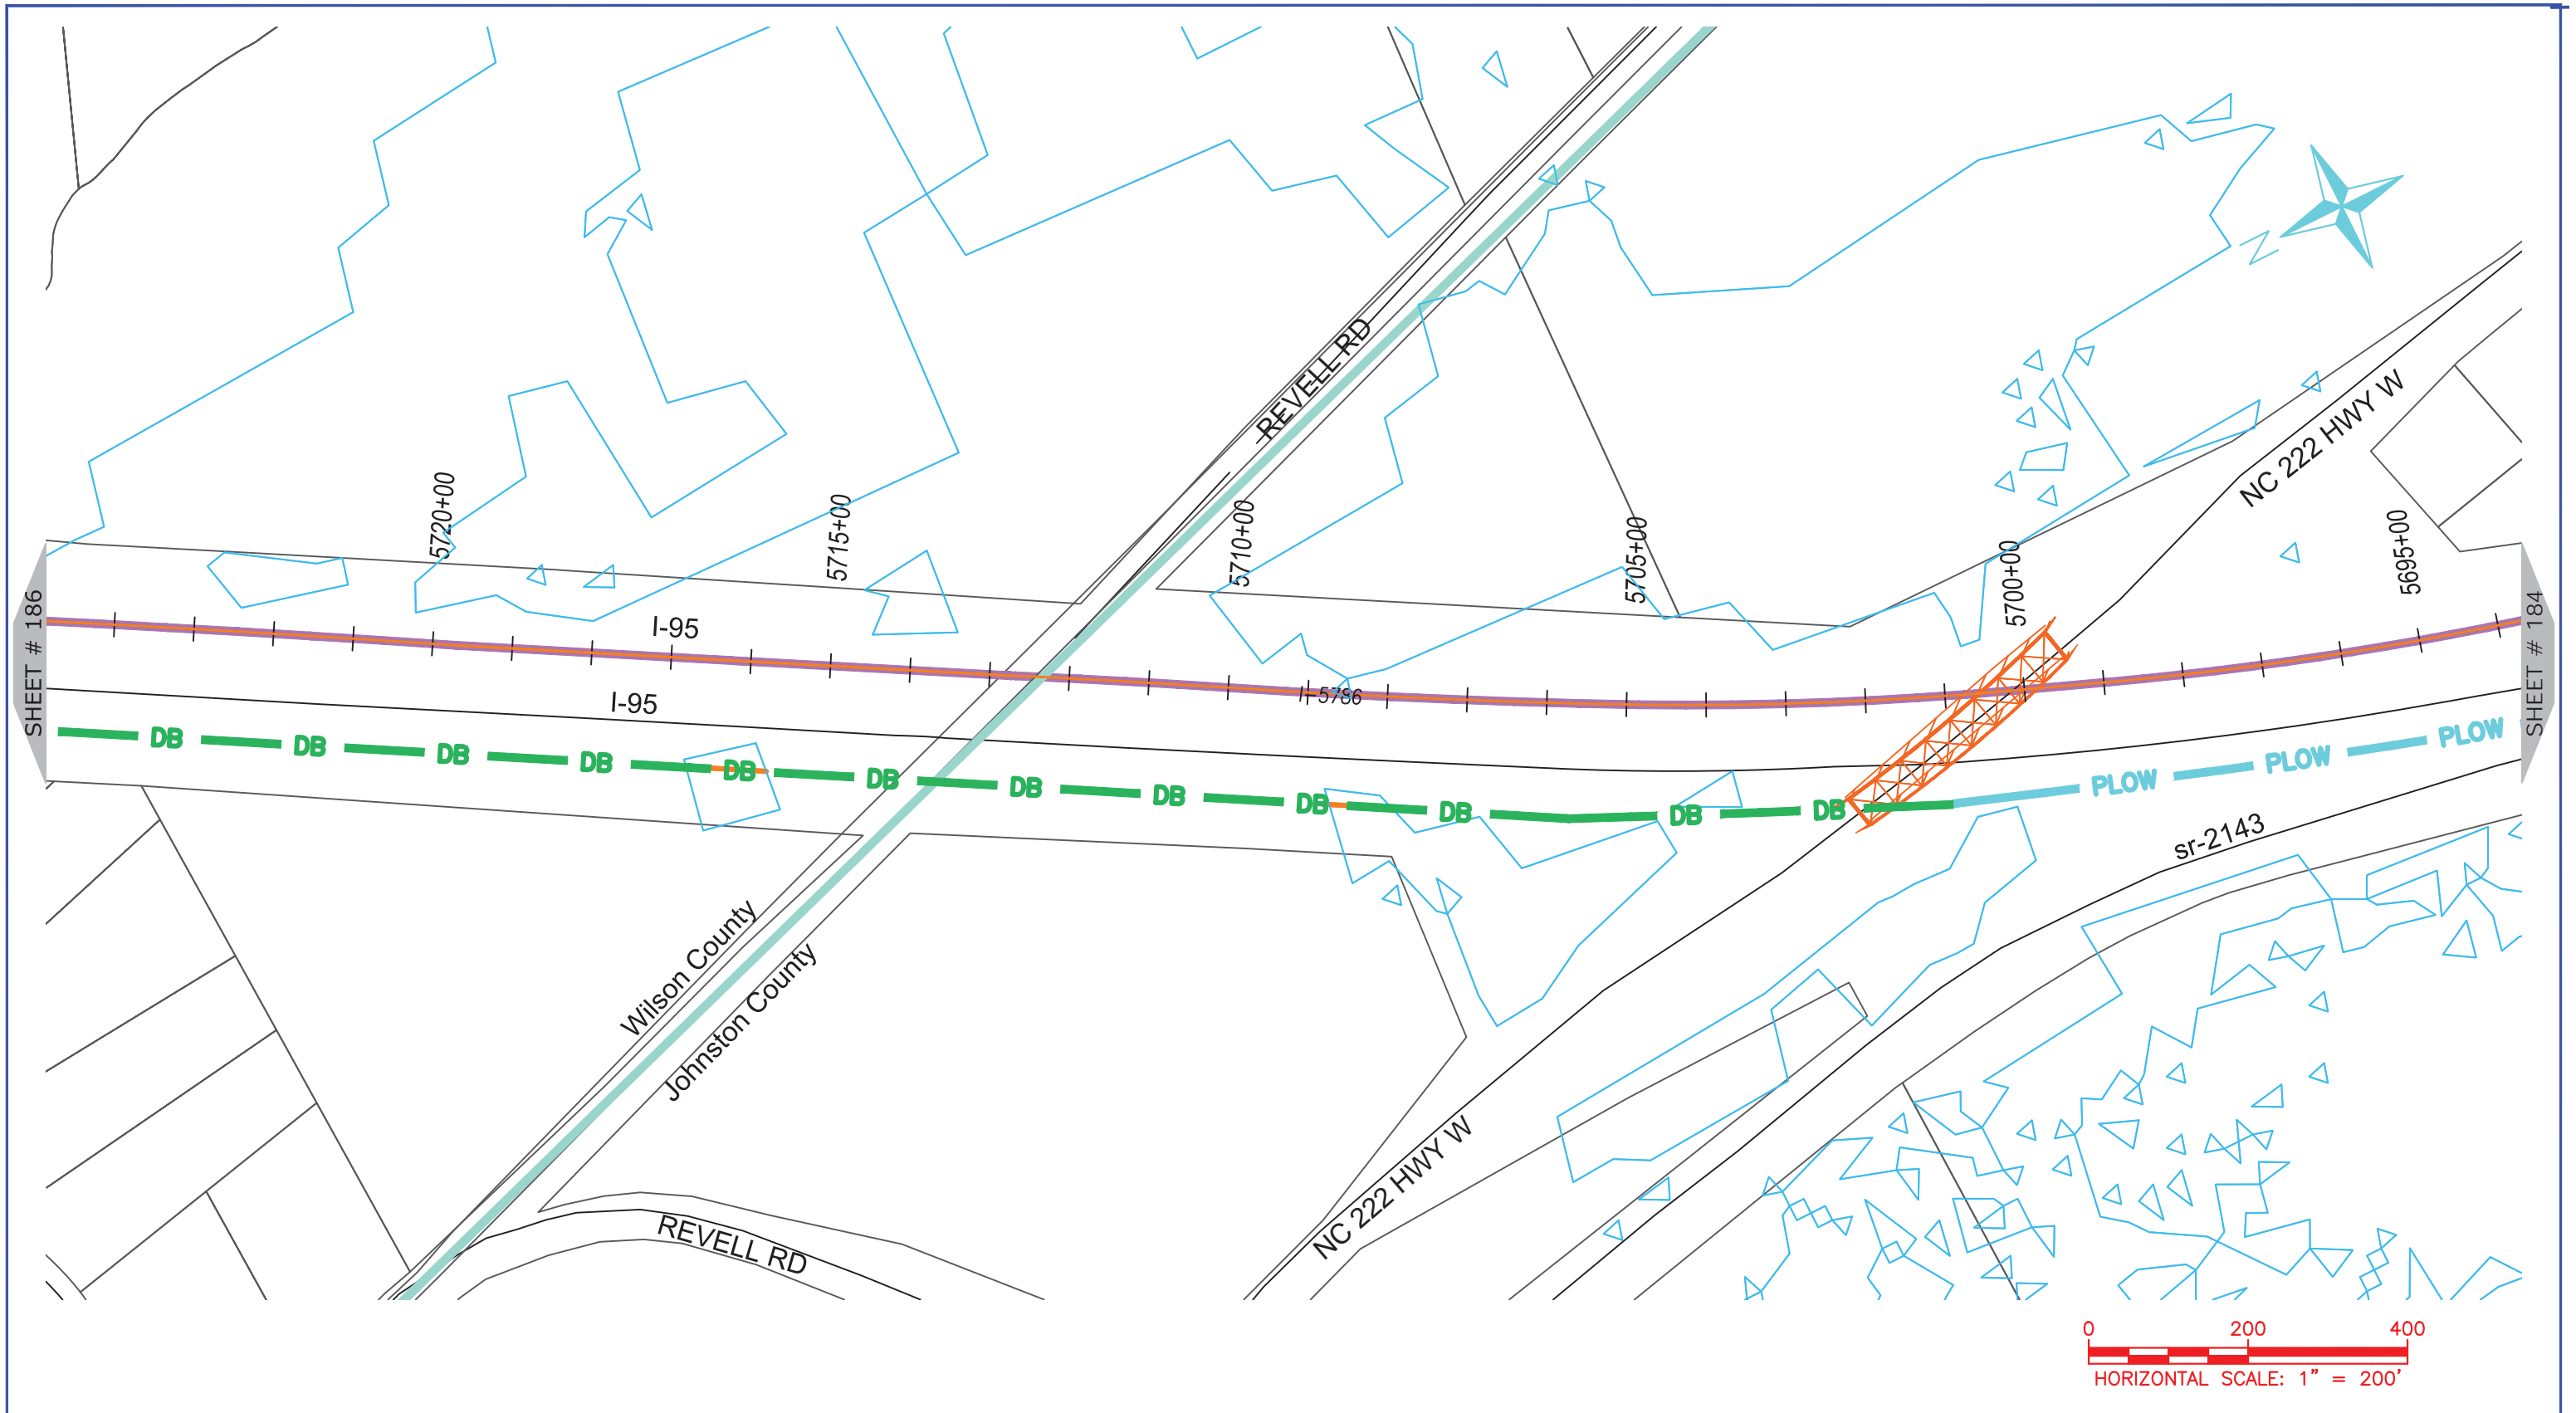 REVELL RD
NC 222 HWY W
5720+00
5715+00
5710+00
5705+00
5700+00
5695+00
SHEET # 186
I-95
I-5786
SHEET # 184
I-95
DB DB DB DB DB DB DB DB DB DB DB DB PLOW PLOW PLOW
sr-2143
Wilson County
Johnston County
NC 222 HWY W
REVELL RD
N
0 200 400
HORIZONTAL SCALE: 1" = 200'